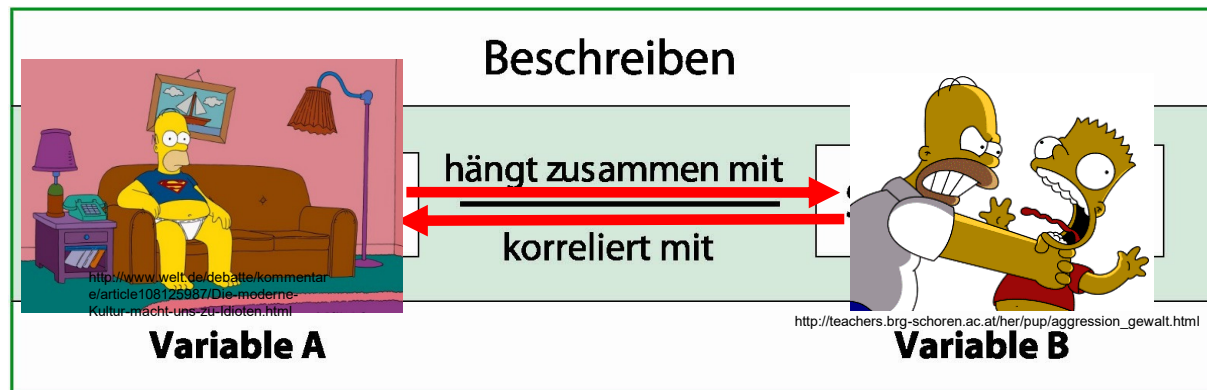 Beschreiben
hängt zusammen mit
korreliert mit
http://www.welt.de/debatte/kommentar
e/article108125987/Die-moderne-
Kultur-macht-uns-zu-Idioten.html
http://teachers.brg-schoren.ac.at/her/pup/aggression_gewalt.html
Variable A
Variable B